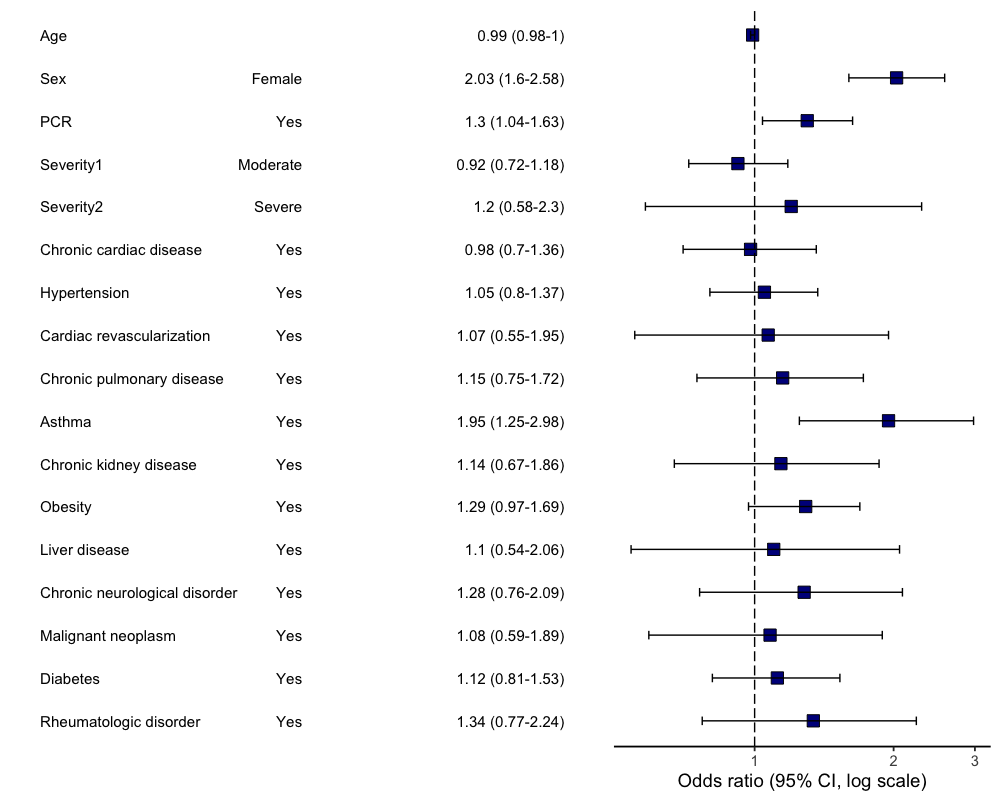 Age 0.99 (0.98-1)
Sex Female 2.03 (1.6-2.58)
PCR Yes 1.3 (1.04-1.63)
Severity1 Moderate 0.92 (0.72-1.18)
Severity2 Severe 1.2 (0.58-2.3)
Chronic cardiac disease Yes 0.98 (0.7-1.36)
Hypertension Yes 1.05 (0.8-1.37)
Cardiac revascularization Yes 1.07 (0.55-1.95)
Chronic pulmonary disease Yes 1.15 (0.75-1.72)
Asthma Yes 1.95 (1.25-2.98)
Chronic kidney disease Yes 1.14 (0.67-1.86)
Obesity Yes 1.29 (0.97-1.69)
Liver disease Yes 1.1 (0.54-2.06)
Chronic neurological disorder Yes 1.28 (0.76-2.09)
Malignant neoplasm Yes 1.08 (0.59-1.89)
Diabetes Yes 1.12 (0.81-1.53)
Rheumatologic disorder Yes 1.34 (0.77-2.24)
1 2 3
Odds ratio (95% CI, log scale)